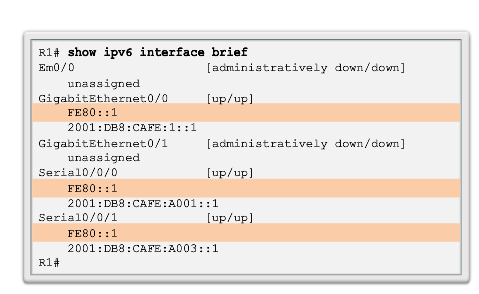 R1# show ipv6 interface brief
Em0/0 [administratively down/down]
unassigned
GigabitEthernet0/0 [up/up]
FE80::1
2001:DB8:CAFE:1::1
GigabitEthernet0/1 [administratively down/down]
unassigned
Serial0/0/0 [up/up]
FE80::1
2001:DB8:CAFE:A001::1
Serial0/0/1 [up/up]
FE80::1
2001:DB8:CAFE:A003::1
R1#